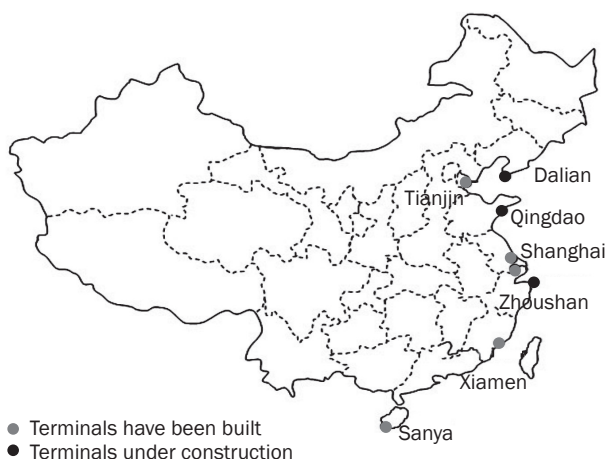 Dalian
Tianjin
Qingdao
Shanghai
Zhoushan
Xiamen
Sanya
Terminals have been built
Terminals under construction